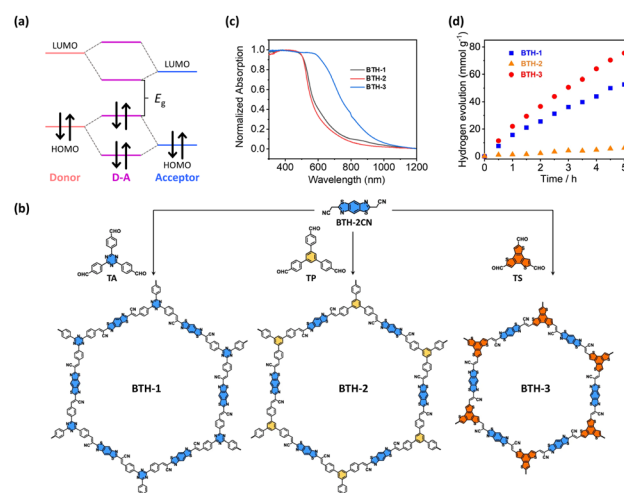 (a)
LUMO
LUMO
Eg
HOMO
HOMO
Donor
D-A
Acceptor
(c)
Normalized Absorption
1.0
0.8
0.6
0.4
0.2
0.0
BTH-1
BTH-2
BTH-3
400
600
800
1000
1200
Wavelength (nm)
(d)
Hydrogen evolution (mmol g⁻¹)
80
60
40
20
0
BTH-1
BTH-2
BTH-3
0
1
2
3
4
5
Time / h
(b)
NC
CN
BTH-2CN
CHO
OHC
CHO
TA
CHO
OHC
CHO
TP
CHO
OHC
CHO
TS
BTH-1
BTH-2
BTH-3